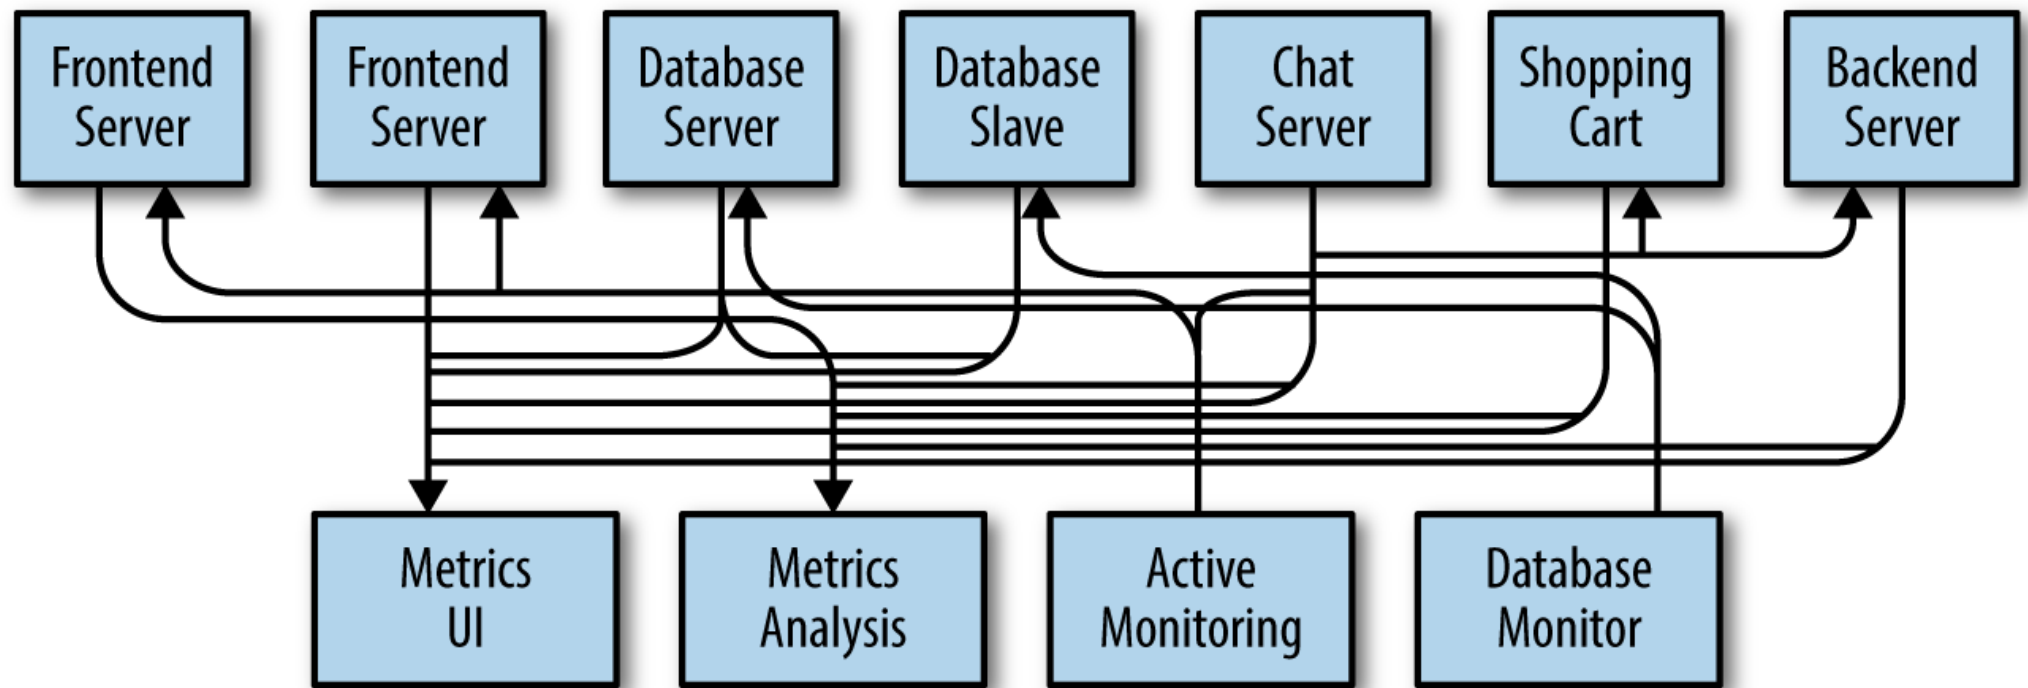 Frontend
Server
Frontend
Server
Database
Server
Database
Slave
Chat
Server
Shopping
Cart
Backend
Server
Metrics
UI
Metrics
Analysis
Active
Monitoring
Database
Monitor